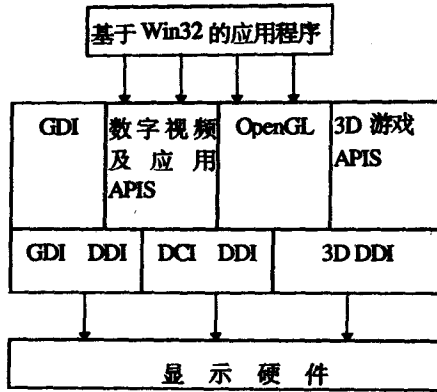 基于 Win32 的应用程序
GDI
数字视频
及应用
APIS
OpenGL
3D 游戏
APIS
GDI DDI
DCI DDI
3D DDI
显示硬件